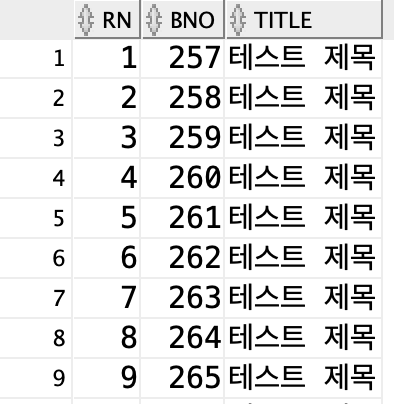 RN BNO TITLE
1 1 257 테스트 제목
2 2 258 테스트 제목
3 3 259 테스트 제목
4 4 260 테스트 제목
5 5 261 테스트 제목
6 6 262 테스트 제목
7 7 263 테스트 제목
8 8 264 테스트 제목
9 9 265 테스트 제목